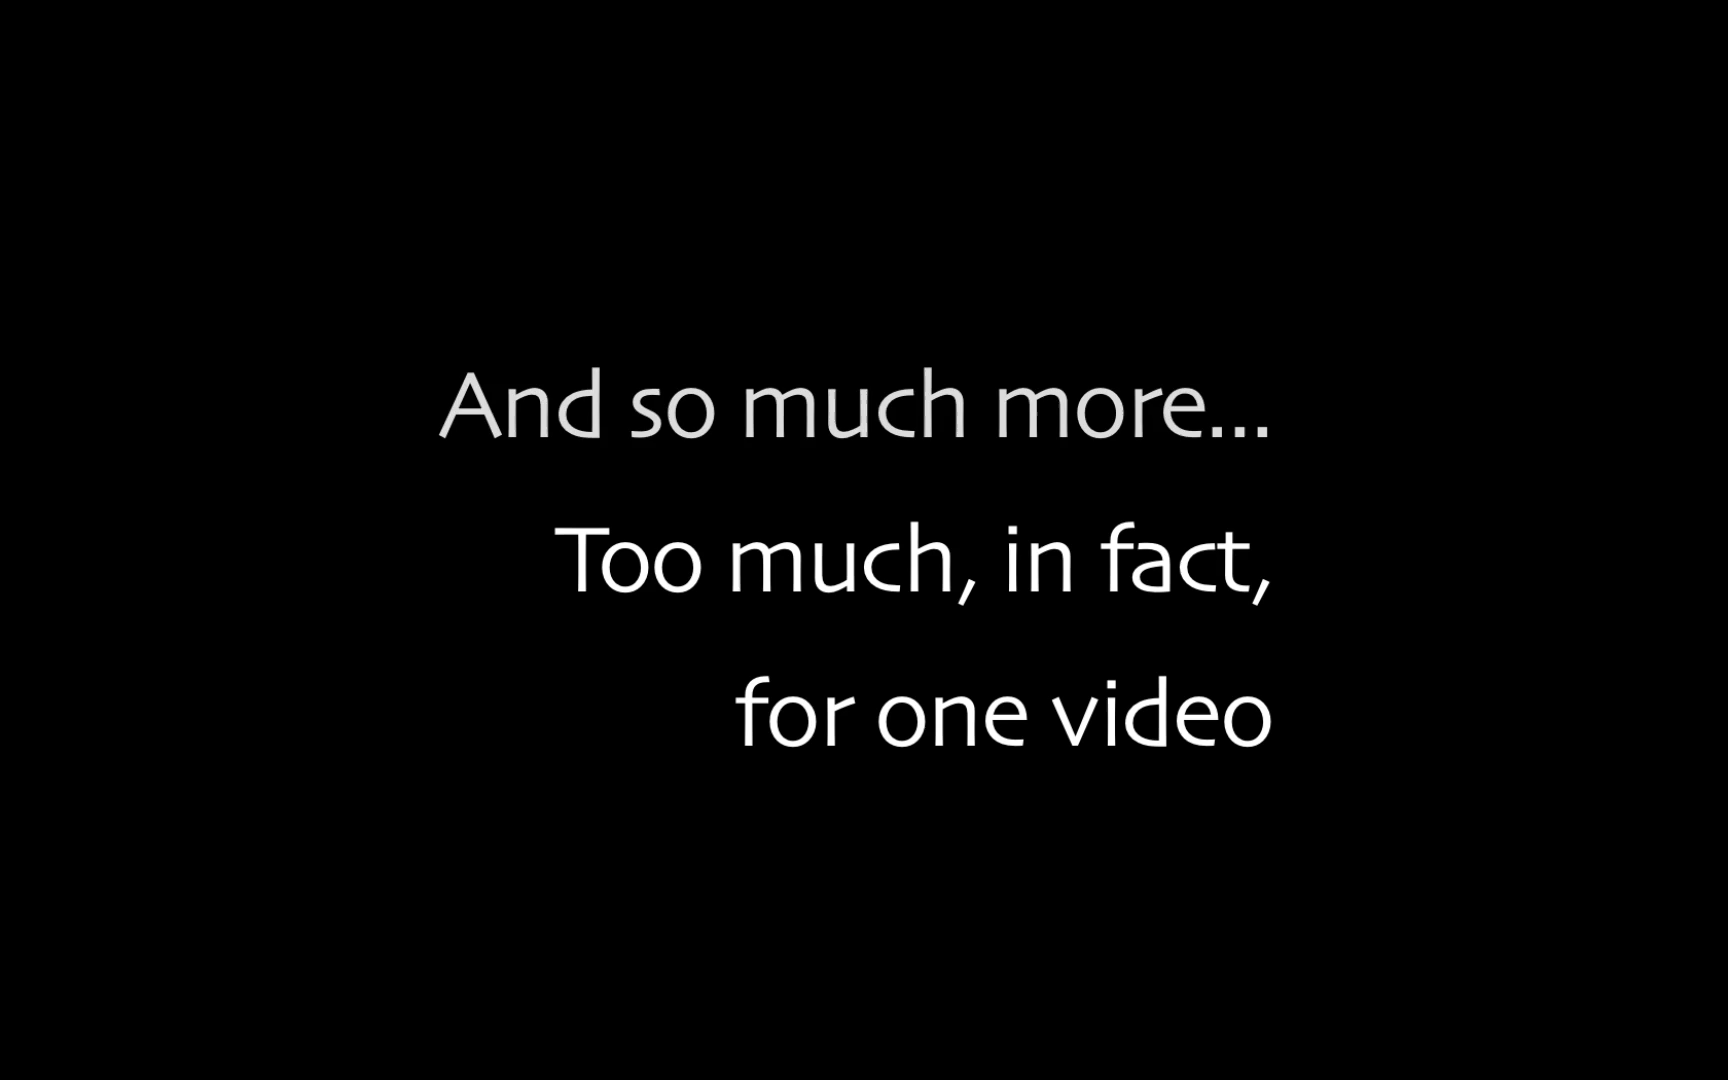 And so much more...
Too much, in fact,
for one video